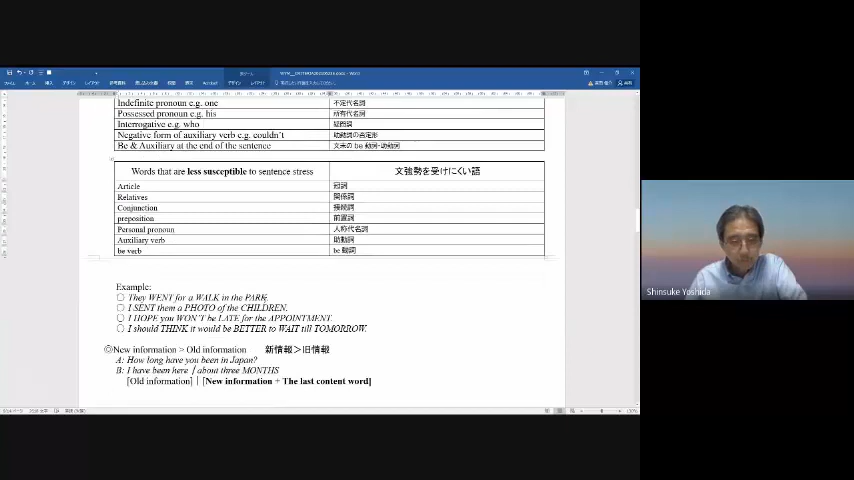 Indefinite pronoun e.g. one 不定代名詞
Possessed pronoun e.g. his 所有代名詞
Interrogative e.g. who 疑問詞
Negative form of auxiliary verb e.g. couldn't 助動詞の否定形
Be & Auxiliary at the end of the sentence 文末の be 動詞・助動詞
Words that are less susceptible to sentence stress 文強勢を受けにくい語
Article 冠詞
Relatives 関係詞
Conjunction 接続詞
preposition 前置詞
Personal pronoun 人称代名詞
Auxiliary verb 助動詞
be verb be 動詞
Example:
○ They WENT for a WALK in the PARK.
○ I SENT them a PHOTO of the CHILDREN.
○ I HOPE you WON'T be LATE for the APPOINTMENT.
○ I should THINK it would be BETTER to WAIT till TOMORROW.
◎New information > Old information 新情報>旧情報
A: How long have you been in Japan?
B: I have been here / about three MONTHS
[Old information] | [New information + The last content word]
Shinsuke Yoshida